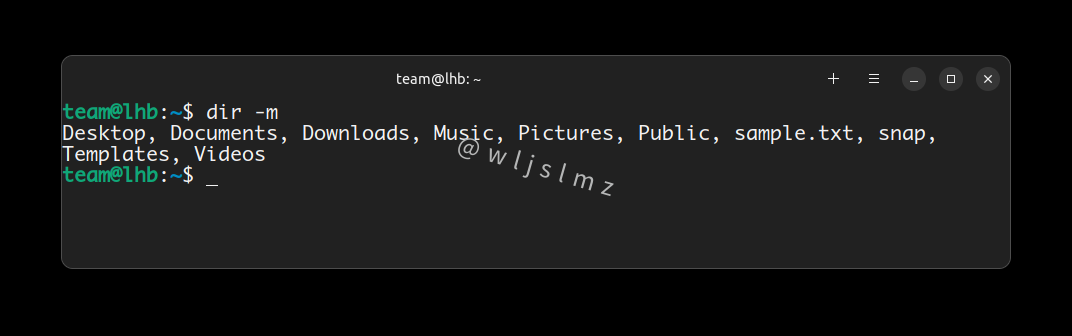 team@lhb: ~
team@lhb:~$ dir -m
Desktop, Documents, Downloads, Music, Pictures, Public, sample.txt, snap,
Templates, Videos
team@lhb:~$ _
@wljslmz